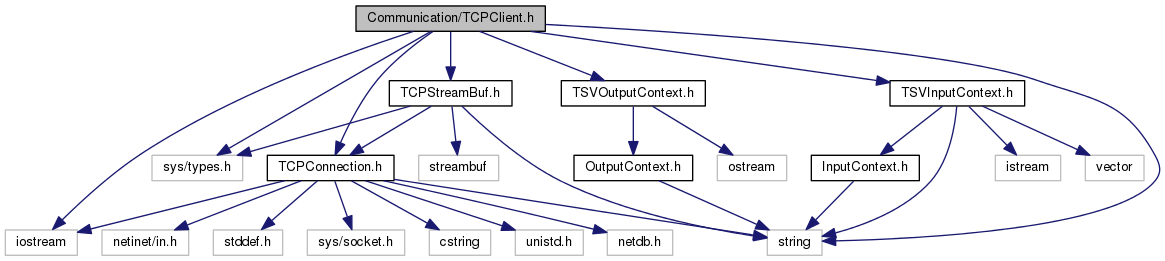 Communication/TCPClient.h
TCPStreamBuf.h
TSVOutputContext.h
TSVInputContext.h
sys/types.h
TCPConnection.h
streambuf
OutputContext.h
ostream
InputContext.h
istream
vector
iostream
netinet/in.h
stddef.h
sys/socket.h
cstring
unistd.h
netdb.h
string